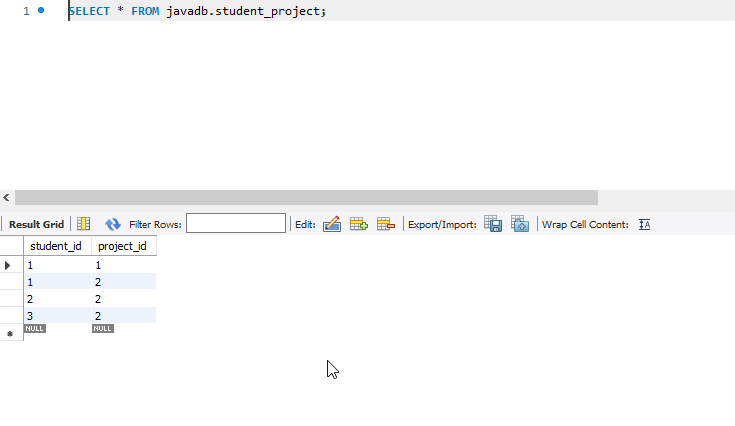 1 SELECT * FROM javadb.student_project;
Result Grid Filter Rows: Edit: Export/Import: Wrap Cell Content: IA
student_id project_id
1 1
1 2
2 2
3 2
NULL NULL